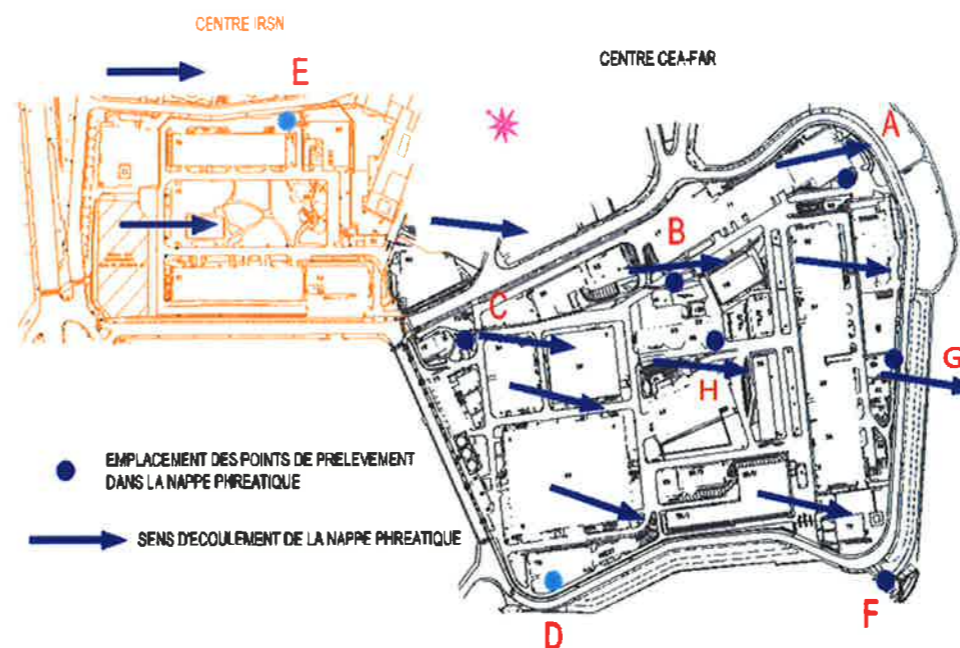 CENTRE IRSN
CENTRE CEA-FAR
E
A
B
C
G
H
EMPLACEMENT DES POINTS DE PRELEVEMENT
DANS LA NAPPE PHREATIQUE
SENS D'ECOULEMENT DE LA NAPPE PHREATIQUE
D
F